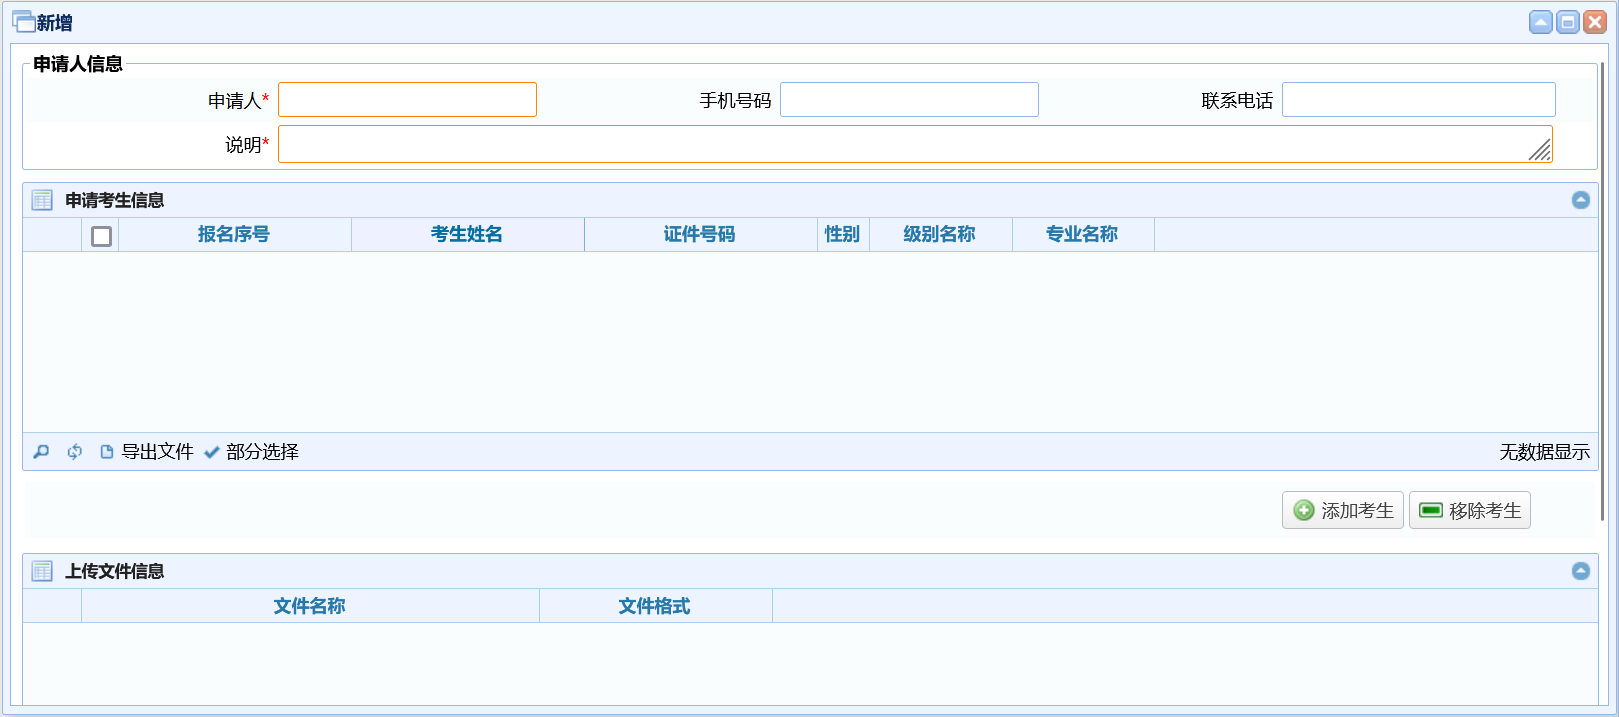 新增
申请人信息
申请人* 手机号码 联系电话
说明*
申请考生信息
报名序号 考生姓名 证件号码 性别 级别名称 专业名称
导出文件 部分选择 无数据显示
添加考生 移除考生
上传文件信息
文件名称 文件格式